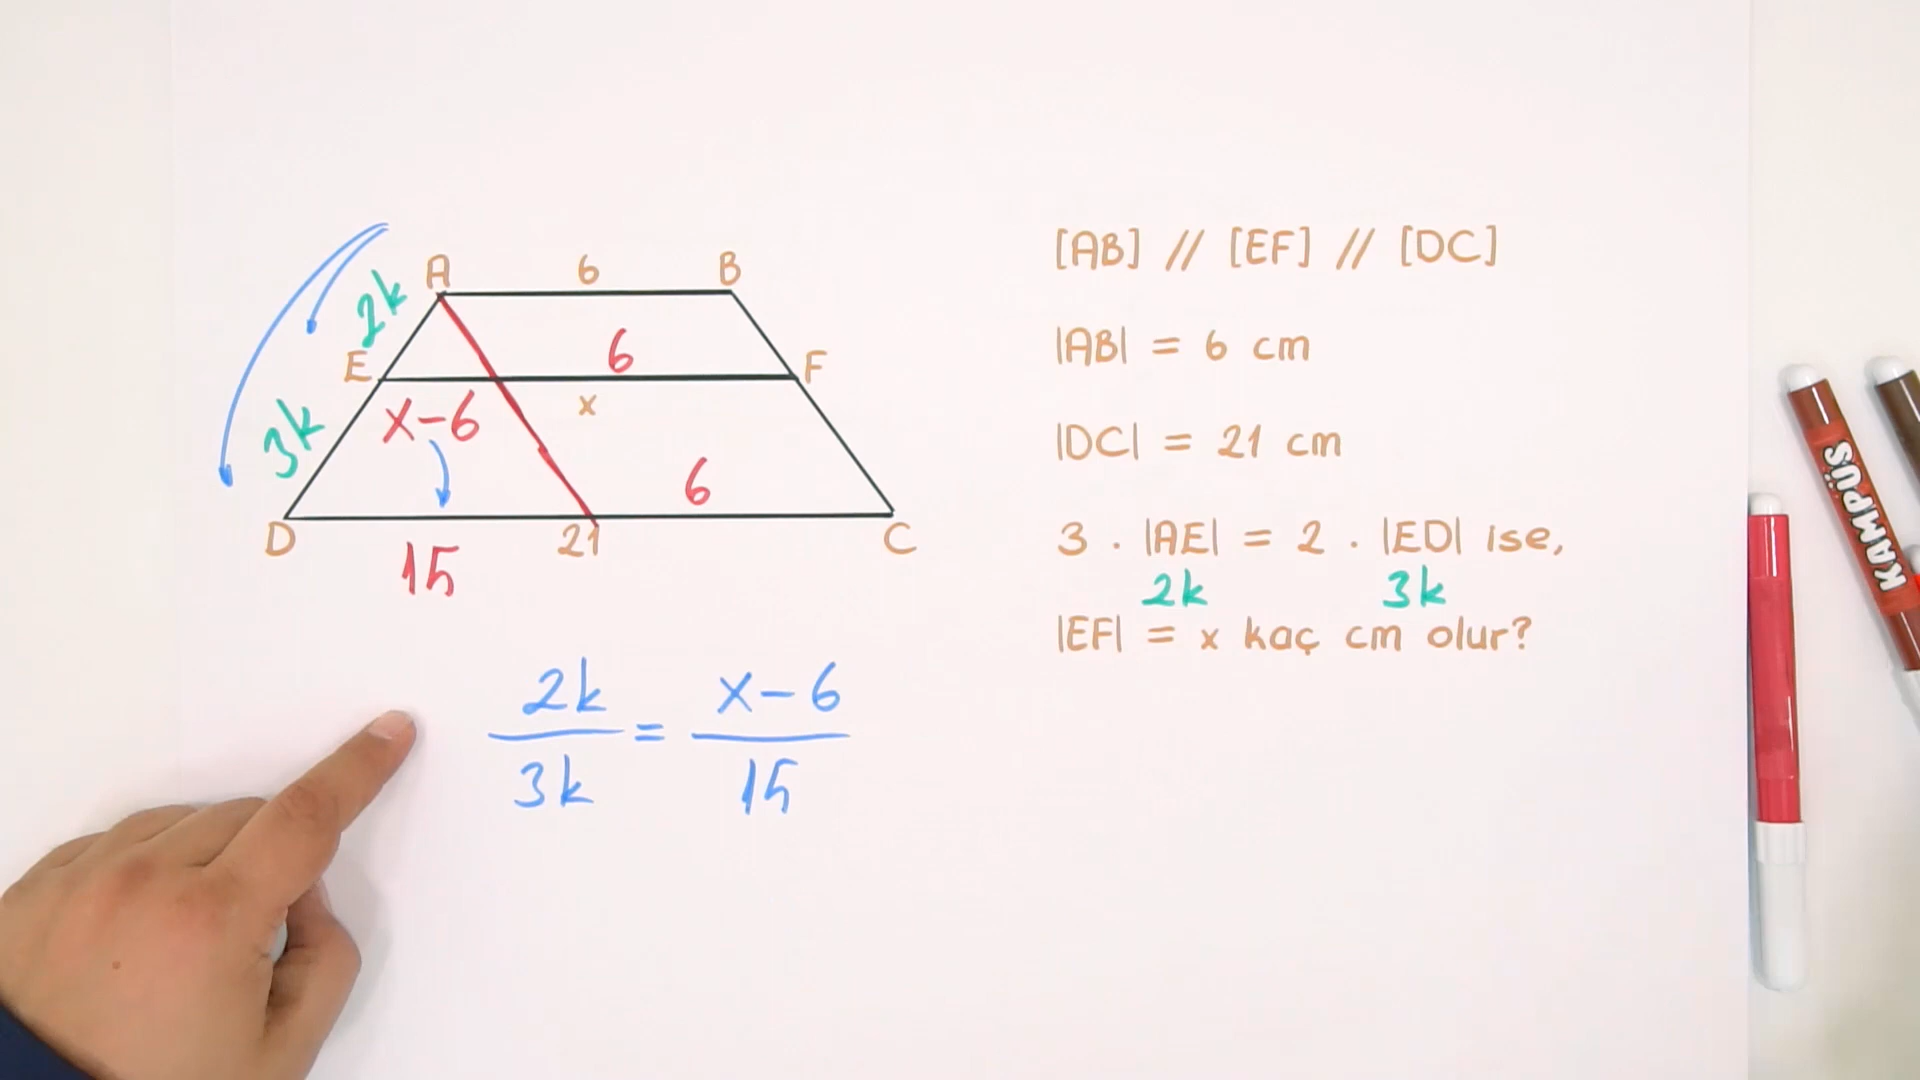 A 6 B
2k
E 6 F
3k x-6 x
6
D 21 C
15
2k/3k = x-6/15
[AB] // [EF] // [DC]
|AB| = 6 cm
|DC| = 21 cm
3 . |AE| = 2 . |ED| ise,
2k 3k
|EF| = x kaç cm olur?
KAMPÜS